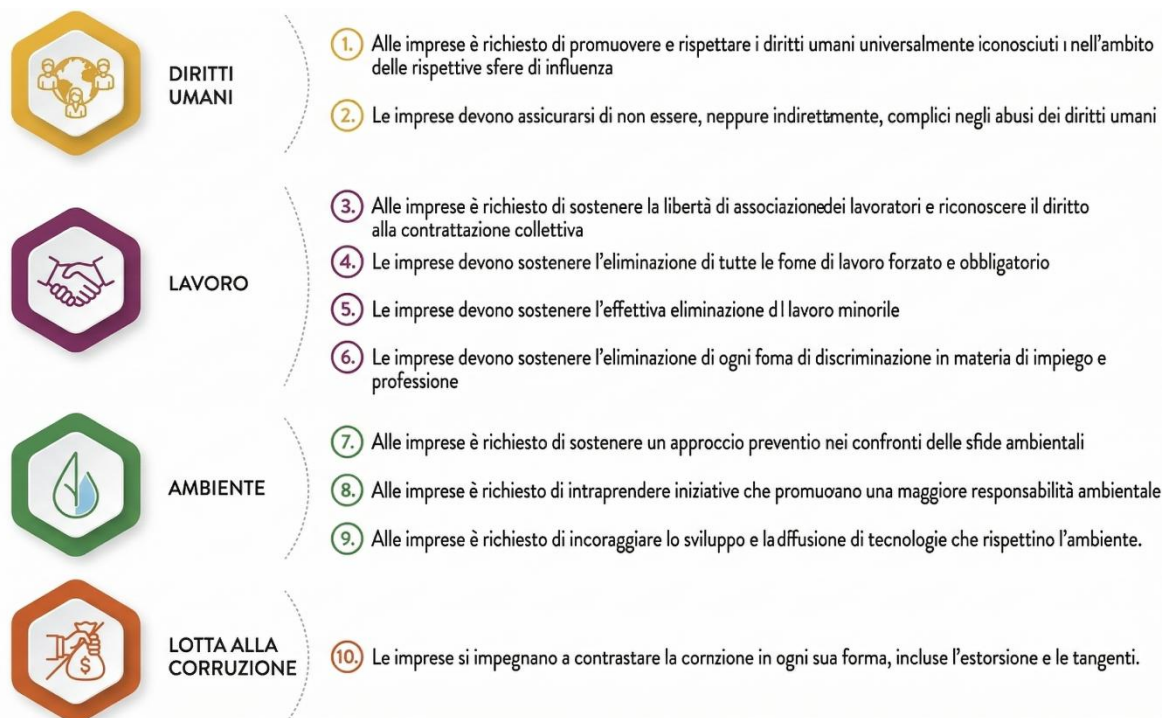 DIRITTI
UMANI
1. Alle imprese è richiesto di promuovere e rispettare i diritti umani universalmente iconosciuti ı nell'ambito
delle rispettive sfere di influenza
2. Le imprese devono assicurarsi di non essere, neppure indirettmente, complici negli abusi dei diritti umani
LAVORO
3. Alle imprese è richiesto di sostenere la libertà di associazionedei lavoratori e riconoscere il diritto
alla contrattazione collettiva
4. Le imprese devono sostenere l'eliminazione di tutte le fome di lavoro forzato e obbligatorio
5. Le imprese devono sostenere l'effettiva eliminazione d l lavoro minorile
6. Le imprese devono sostenere l'eliminazione di ogni foma di discriminazione in materia di impiego e
professione
AMBIENTE
7. Alle imprese è richiesto di sostenere un approccio preventio nei confronti delle sfide ambientali
8. Alle imprese è richiesto di intraprendere iniziative che promuoano una maggiore responsabilità ambientale
9. Alle imprese è richiesto di incoraggiare lo sviluppo e la dffusione di tecnologie che rispettino l'ambiente.
LOTTA ALLA
CORRUZIONE
$
10. Le imprese si impegnano a contrastare la cornzione in ogni sua forma, incluse l'estorsione e le tangenti.